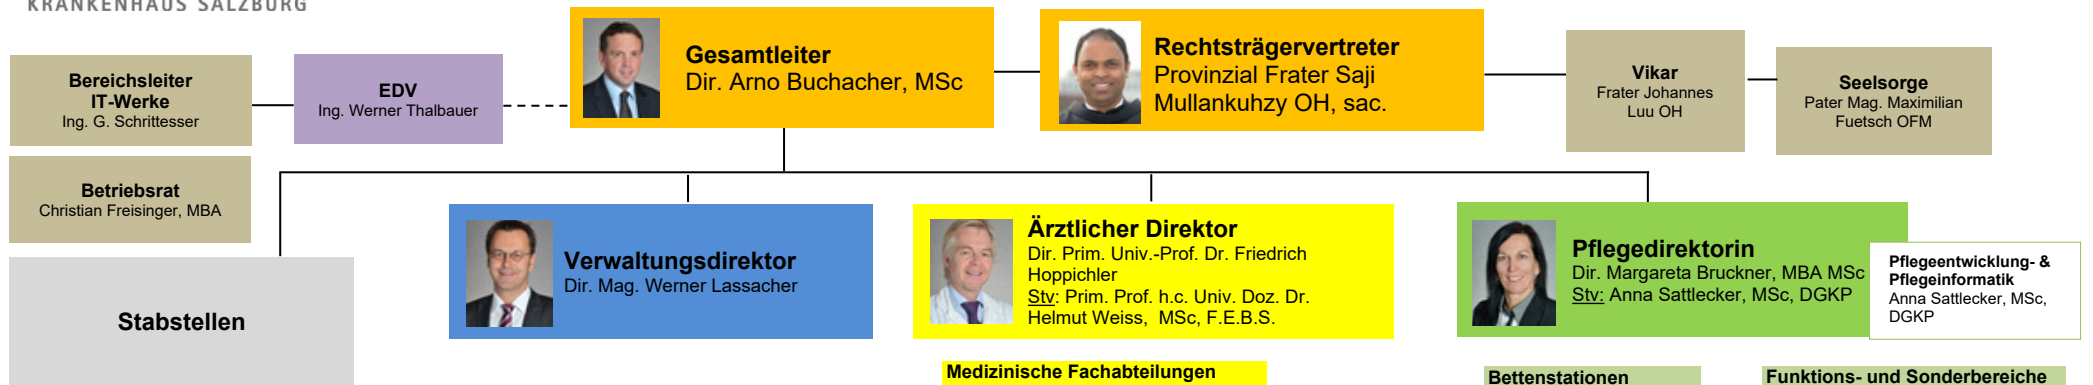 KRANKENHAUS SALZBURG
Bereichsleiter
IT-Werke
Ing. G. Schrittesser
EDV
Ing. Werner Thalbauer
Gesamtleiter
Dir. Arno Buchacher, MSc
Rechtsträgervertreter
Provinzial Frater Saji
Mullankuhzy OH, sac.
Vikar
Frater Johannes
Luu OH
Seelsorge
Pater Mag. Maximilian
Fuetsch OFM
Betriebsrat
Christian Freisinger, MBA
Stabstellen
Verwaltungsdirektor
Dir. Mag. Werner Lassacher
Ärztlicher Direktor
Dir. Prim. Univ.-Prof. Dr. Friedrich
Hoppichler
Stv: Prim. Prof. h.c. Univ. Doz. Dr.
Helmut Weiss, MSc, F.E.B.S.
Pflegedirektorin
Dir. Margareta Bruckner, MBA MSc
Stv: Anna Sattlecker, MSc, DGKP
Pflegeentwicklung- &
Pflegeinformatik
Anna Sattlecker, MSc,
DGKP
Medizinische Fachabteilungen
Bettenstationen
Funktions- und Sonderbereiche